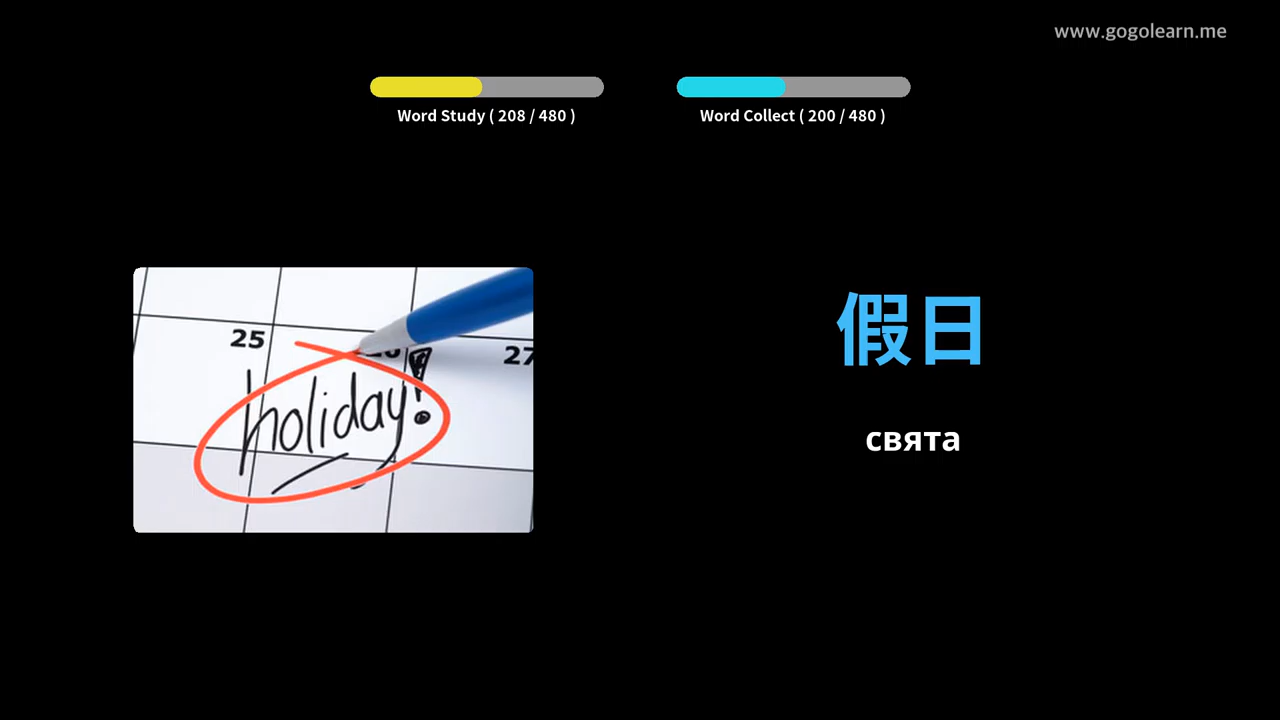 www.gogolearn.me
Word Study ( 208 / 480 )
Word Collect ( 200 / 480 )
25
27
holiday!
假日
свята